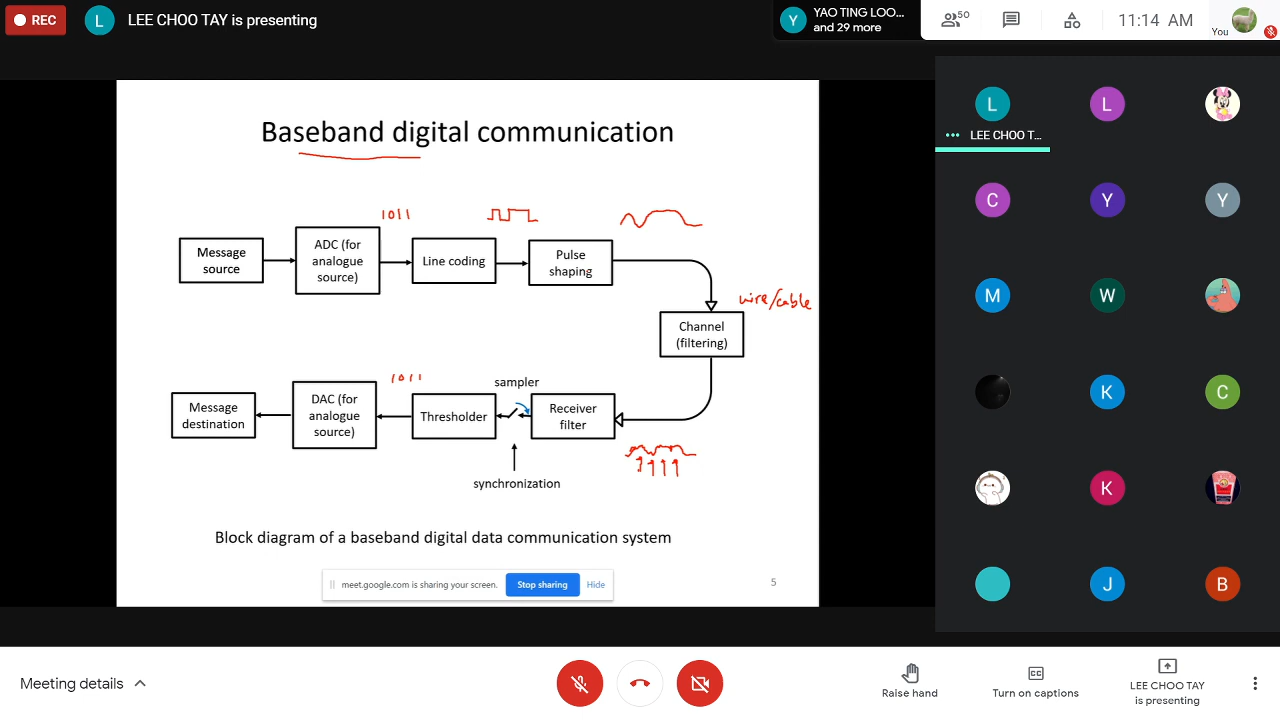 REC
L
LEE CHOO TAY is presenting
Y
YAO TING LOO...
and 29 more
50
11:14 AM
You
Baseband digital communication
1011
Message
source
ADC (for
analogue
source)
Line coding
Pulse
shaping
wire/cable
Channel
(filtering)
1011
sampler
Message
destination
DAC (for
analogue
source)
Thresholder
Receiver
filter
synchronization
Block diagram of a baseband digital data communication system
meet.google.com is sharing your screen.
Stop sharing
Hide
5
L
L
LEE CHOO T...
C
Y
Y
M
W
K
C
K
J
B
Meeting details
Raise hand
CC
Turn on captions
LEE CHOO TAY
is presenting